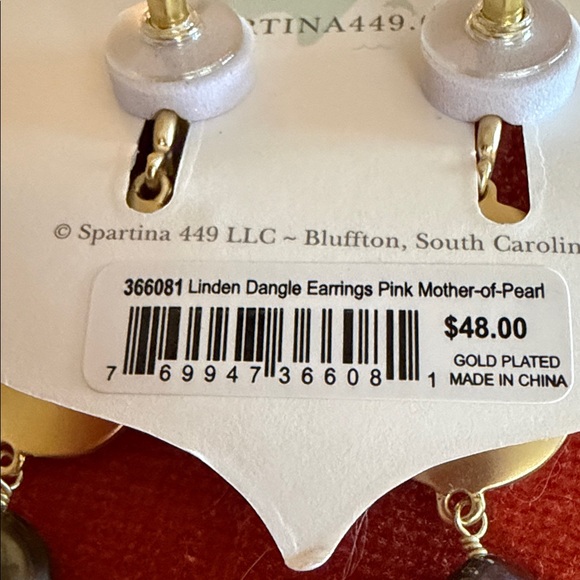 RTINA449.
© Spartina 449 LLC ~ Bluffton, South Carolin
366081 Linden Dangle Earrings Pink Mother-of-Pearl
$48.00
GOLD PLATED
MADE IN CHINA
7 69947 36608 1